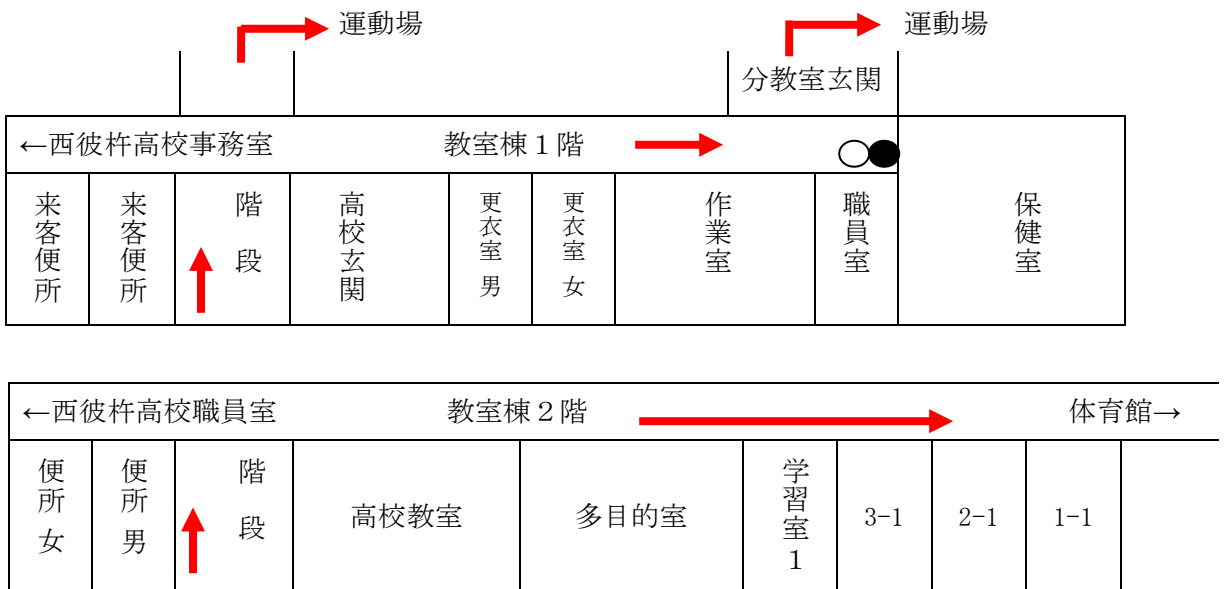 運動場
運動場
分教室玄関
←西彼杵高校事務室
教室棟１階
来客便所
来客便所
階段
高校玄関
更衣室 男
更衣室 女
作業室
職員室
保健室
←西彼杵高校職員室
教室棟２階
体育館→
便所 女
便所 男
階段
高校教室
多目的室
学習室１
3-1
2-1
1-1